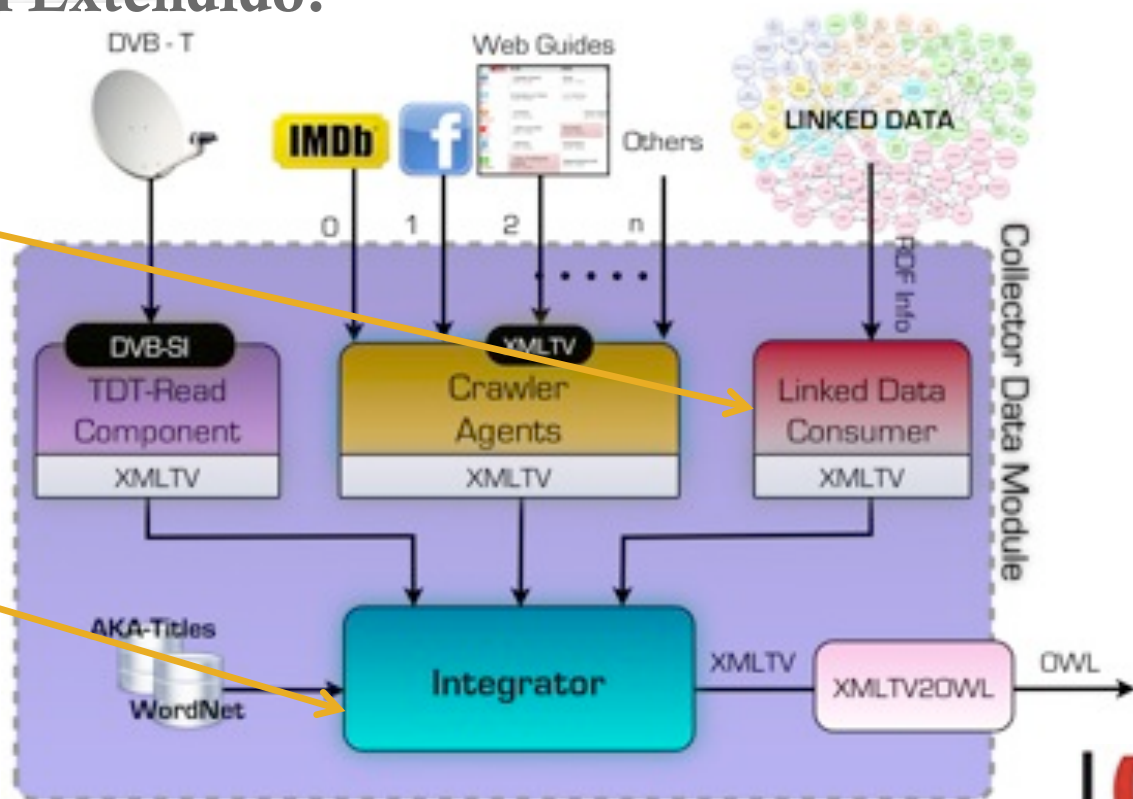 Extendido:
DVB - T
Web Guides
IMDb
f
Others
LINKED DATA
0
1
2
n
RDF Info
Collector Data Module
DVB-SI
TDT-Read
Component
XMLTV
XMLTV
Crawler
Agents
XMLTV
Linked Data
Consumer
XMLTV
AKA-Titles
WordNet
Integrator
XMLTV
XMLTV2OWL
OWL